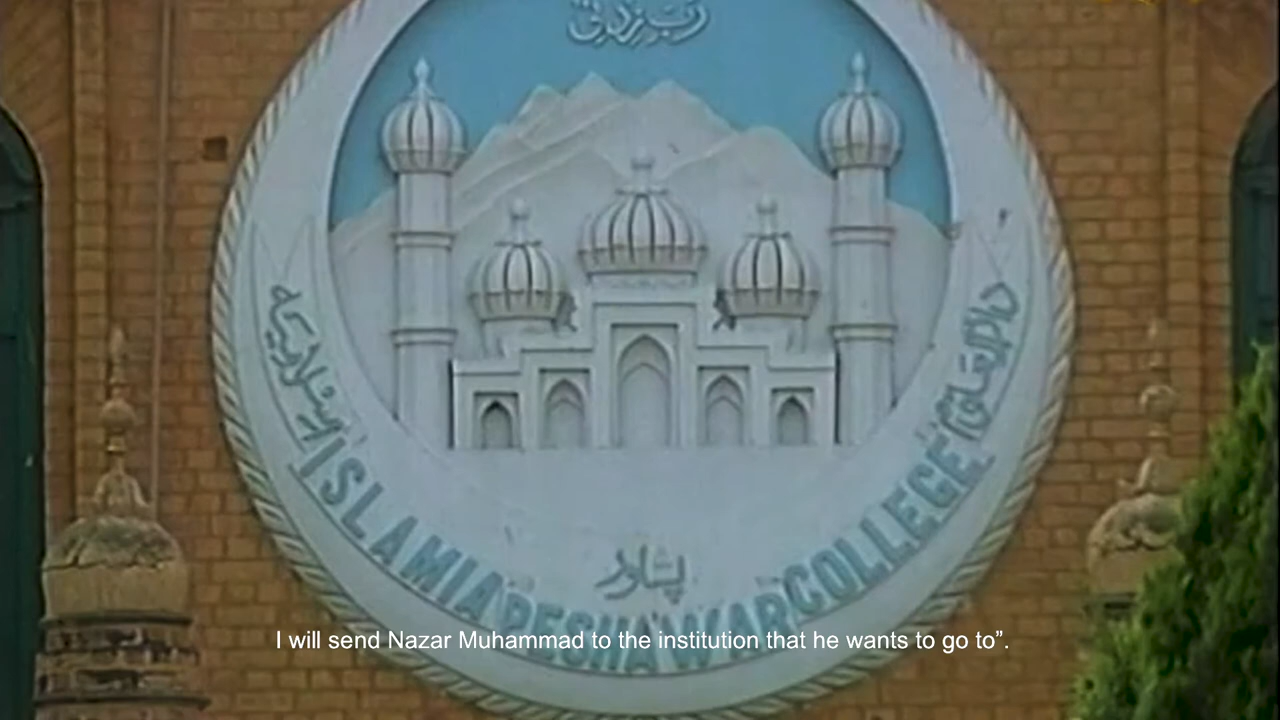 رب زدنی
دارالعلوم
اسلامیہ
پشاور
ISLAMIA PESHAWAR COLLEGE
I will send Nazar Muhammad to the institution that he wants to go to”.